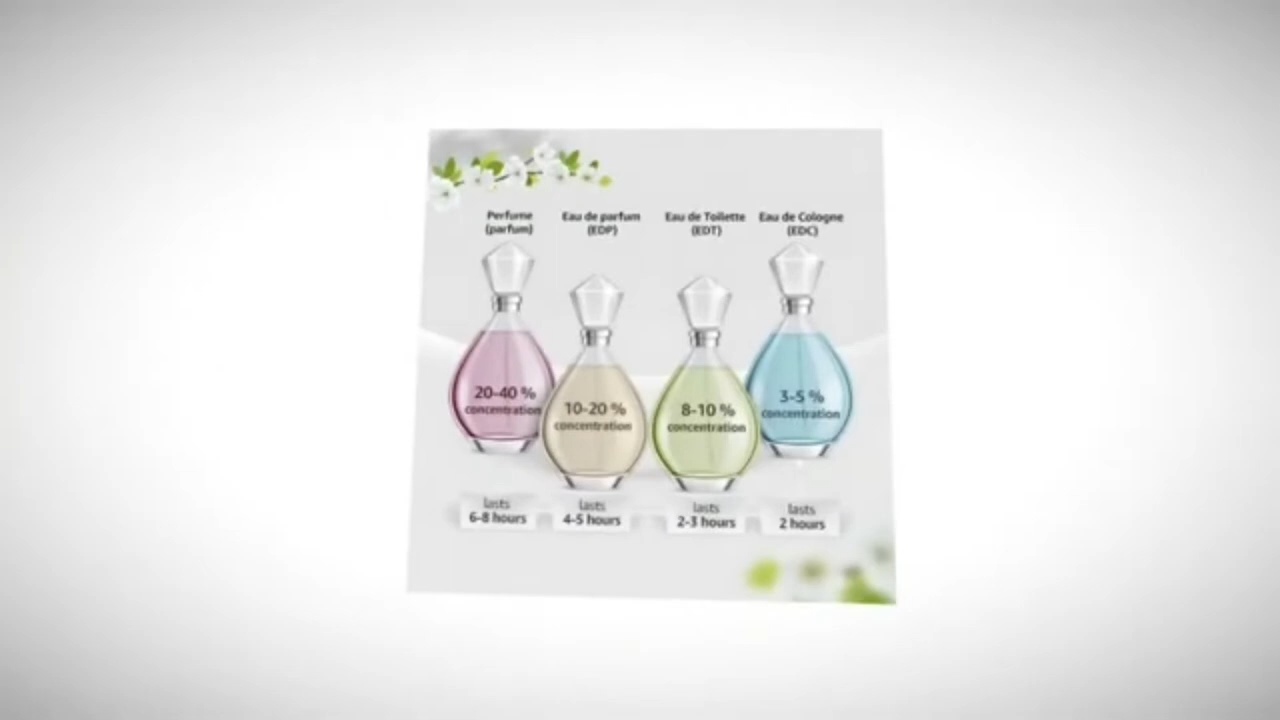 Perfume
(parfum)
Eau de parfum
(EDP)
Eau de Toilette
(EDT)
Eau de Cologne
(EDC)
20-40 %
concentration
10-20 %
concentration
8-10 %
concentration
3-5 %
concentration
lasts
6-8 hours
lasts
4-5 hours
lasts
2-3 hours
lasts
2 hours